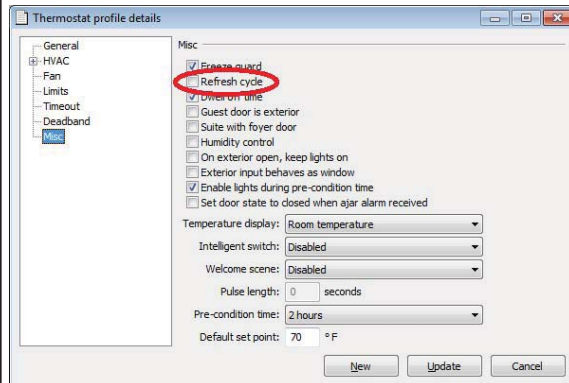 Thermostat profile details
General
HVAC
Fan
Limits
Timeout
Deadband
Misc
Misc
Freeze guard
Refresh cycle
Dwell off time
Guest door is exterior
Suite with foyer door
Humidity control
On exterior open, keep lights on
Exterior input behaves as window
Enable lights during pre-condition time
Set door state to closed when ajar alarm received
Temperature display: Room temperature
Intelligent switch: Disabled
Welcome scene: Disabled
Pulse length: 0 seconds
Pre-condition time: 2 hours
Default set point: 70 ° F
New Update Cancel